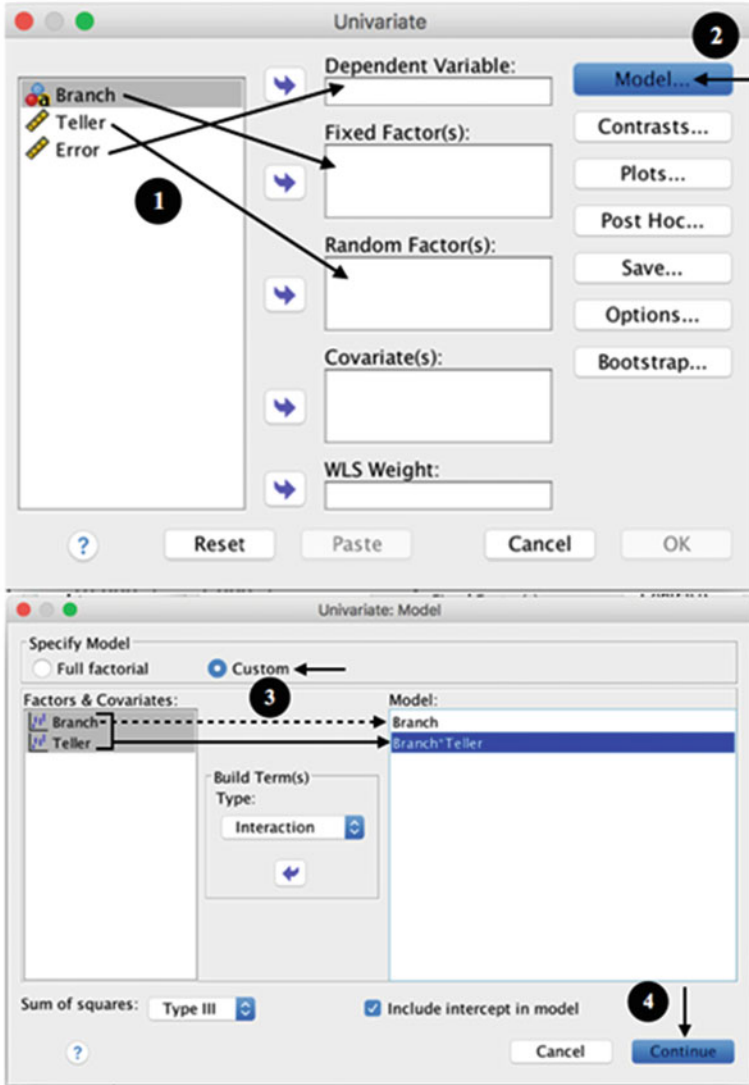 Univariate
2
Dependent Variable:
Model...
Branch
Teller
Error
Fixed Factor(s):
Contrasts...
Plots...
1
Post Hoc...
Random Factor(s):
Save...
Options...
Covariate(s):
Bootstrap...
WLS Weight:
?
Reset
Paste
Cancel
OK
Univariate: Model
Specify Model
Full factorial
Custom
3
Factors & Covariates:
Model:
Branch
Teller
Branch
Branch*Teller
Build Term(s)
Type:
Interaction
Sum of squares:
Type III
Include intercept in model
4
?
Cancel
Continue